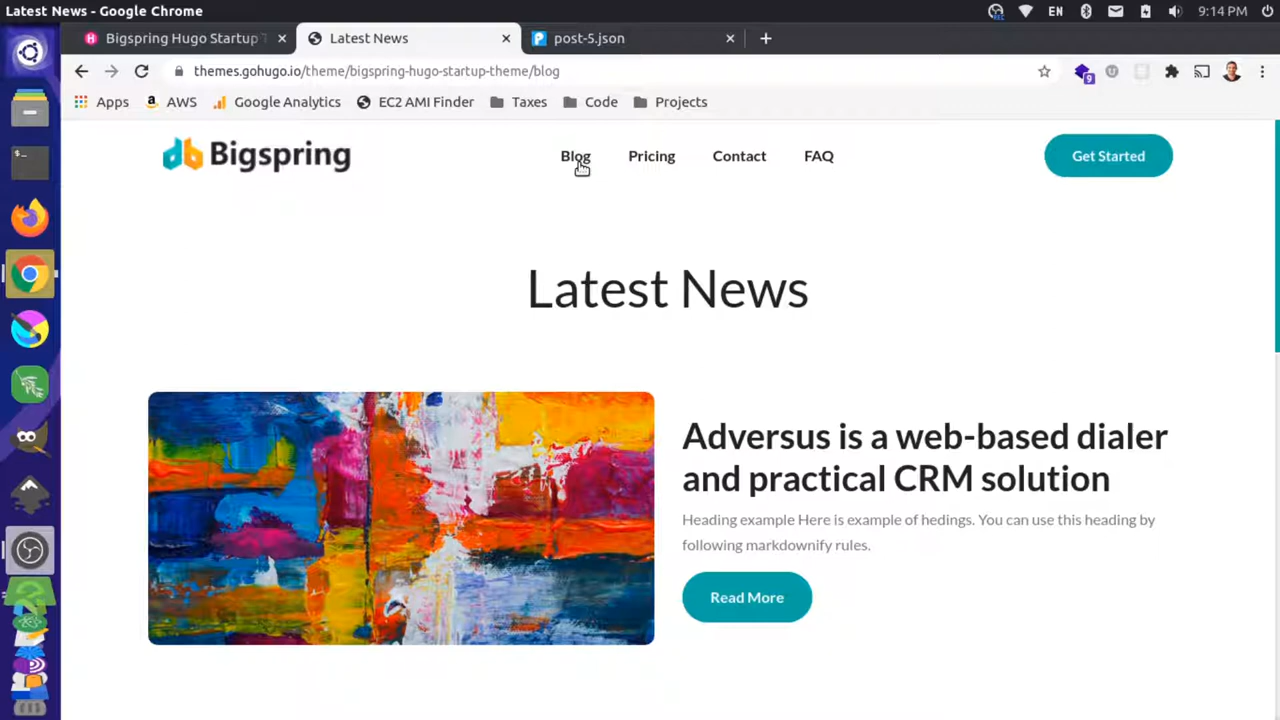 Latest News - Google Chrome
EN
9:14 PM
Bigspring Hugo Startup T
Latest News
post-5.json
themes.gohugo.io/theme/bigspring-hugo-startup-theme/blog
9
Apps
AWS
Google Analytics
EC2 AMI Finder
Taxes
Code
Projects
Bigspring
Blog
Pricing
Contact
FAQ
Get Started
Latest News
Adversus is a web-based dialer
and practical CRM solution
Heading example Here is example of hedings. You can use this heading by
following markdownify rules.
Read More